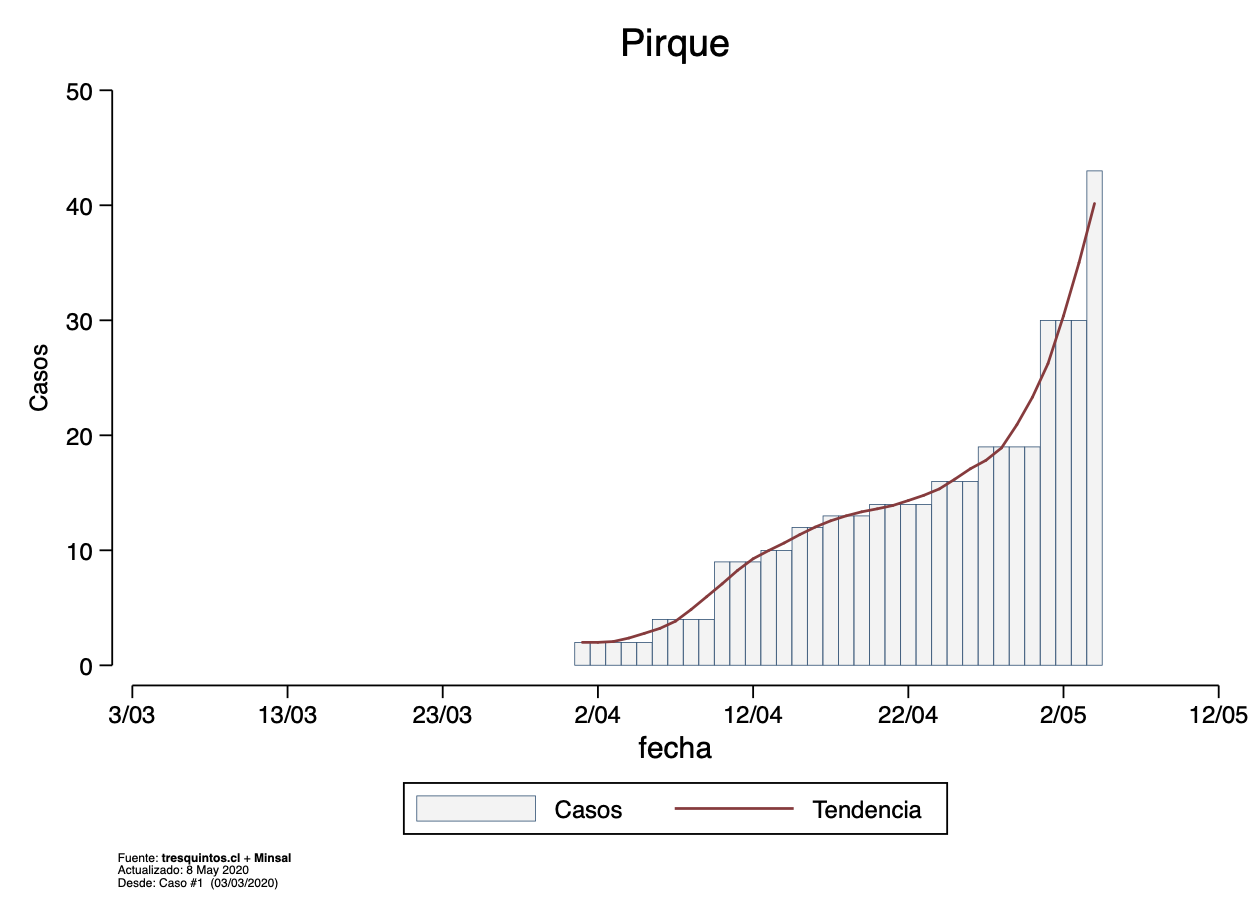 Pirque
50
40
30
20
10
0
Casos
3/03 13/03 23/03 2/04 12/04 22/04 2/05 12/05
fecha
Casos Tendencia
Fuente: tresquintos.cl + Minsal
Actualizado: 8 May 2020
Desde: Caso #1 (03/03/2020)